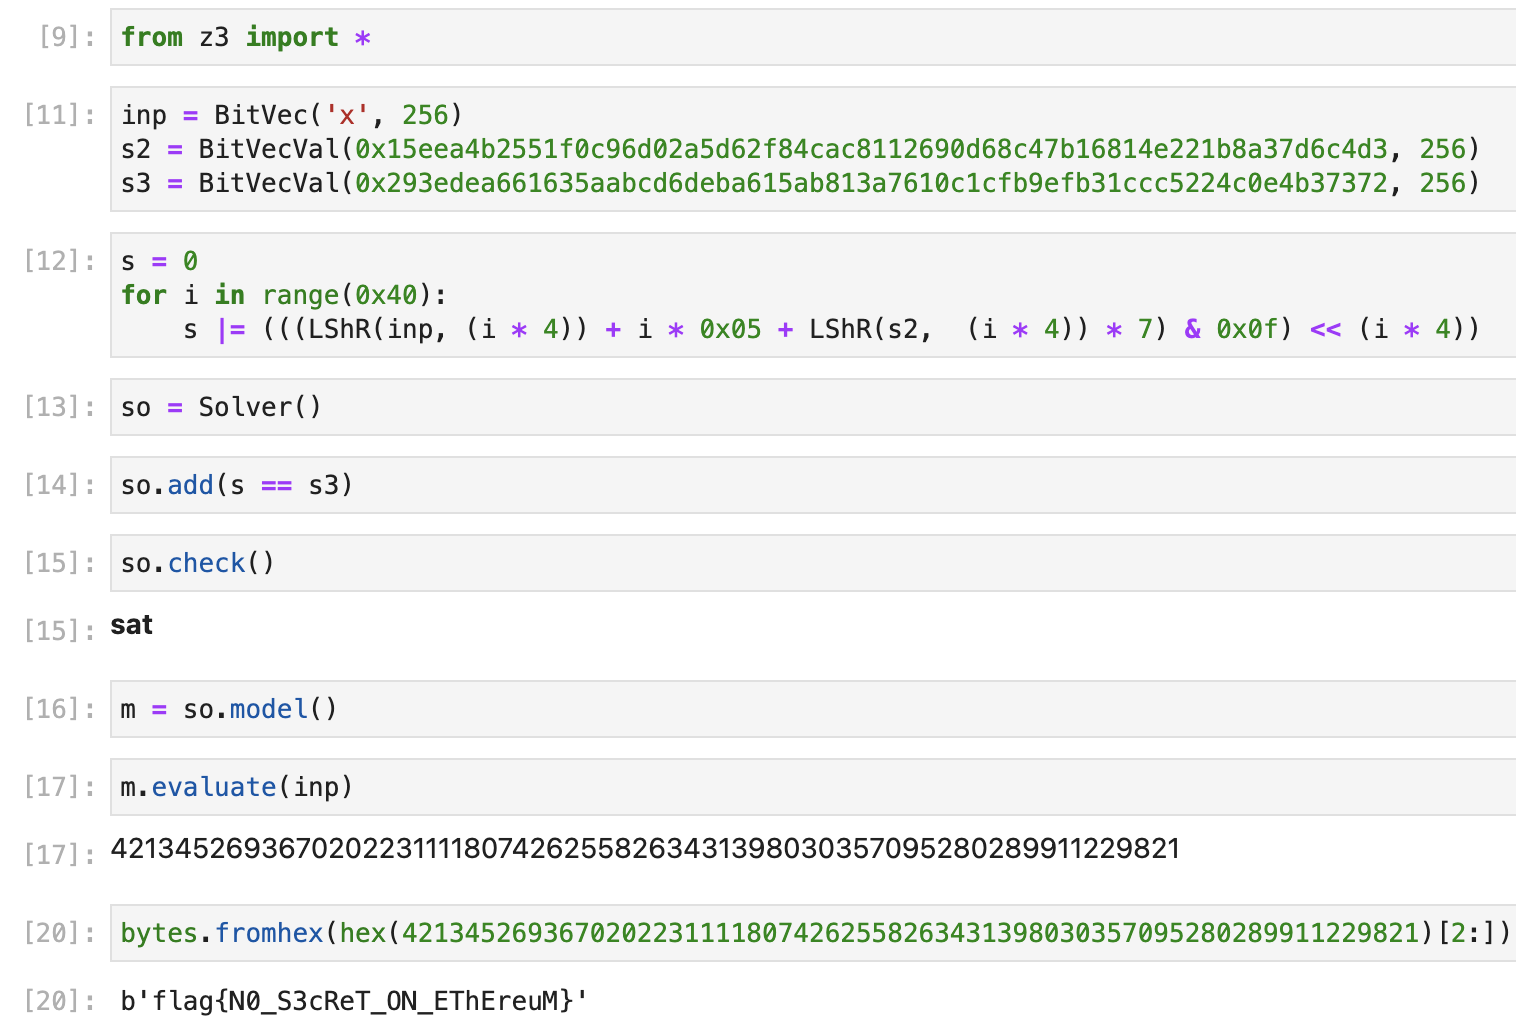 [9]: from z3 import *
[11]: inp = BitVec('x', 256)
s2 = BitVecVal(0x15eea4b2551f0c96d02a5d62f84cac8112690d68c47b16814e221b8a37d6c4d3, 256)
s3 = BitVecVal(0x293edea661635aabcd6deba615ab813a7610c1cfb9efb31ccc5224c0e4b37372, 256)
[12]: s = 0
for i in range(0x40):
    s |= (((LShR(inp, (i * 4)) + i * 0x05 + LShR(s2,  (i * 4)) * 7) & 0x0f) << (i * 4))
[13]: so = Solver()
[14]: so.add(s == s3)
[15]: so.check()
[15]: sat
[16]: m = so.model()
[17]: m.evaluate(inp)
[17]: 42134526936702022311118074262558263431398030357095280289911229821
[20]: bytes.fromhex(hex(42134526936702022311118074262558263431398030357095280289911229821)[2:])
[20]: b'flag{N0_S3cReT_ON_EThEreuM}'